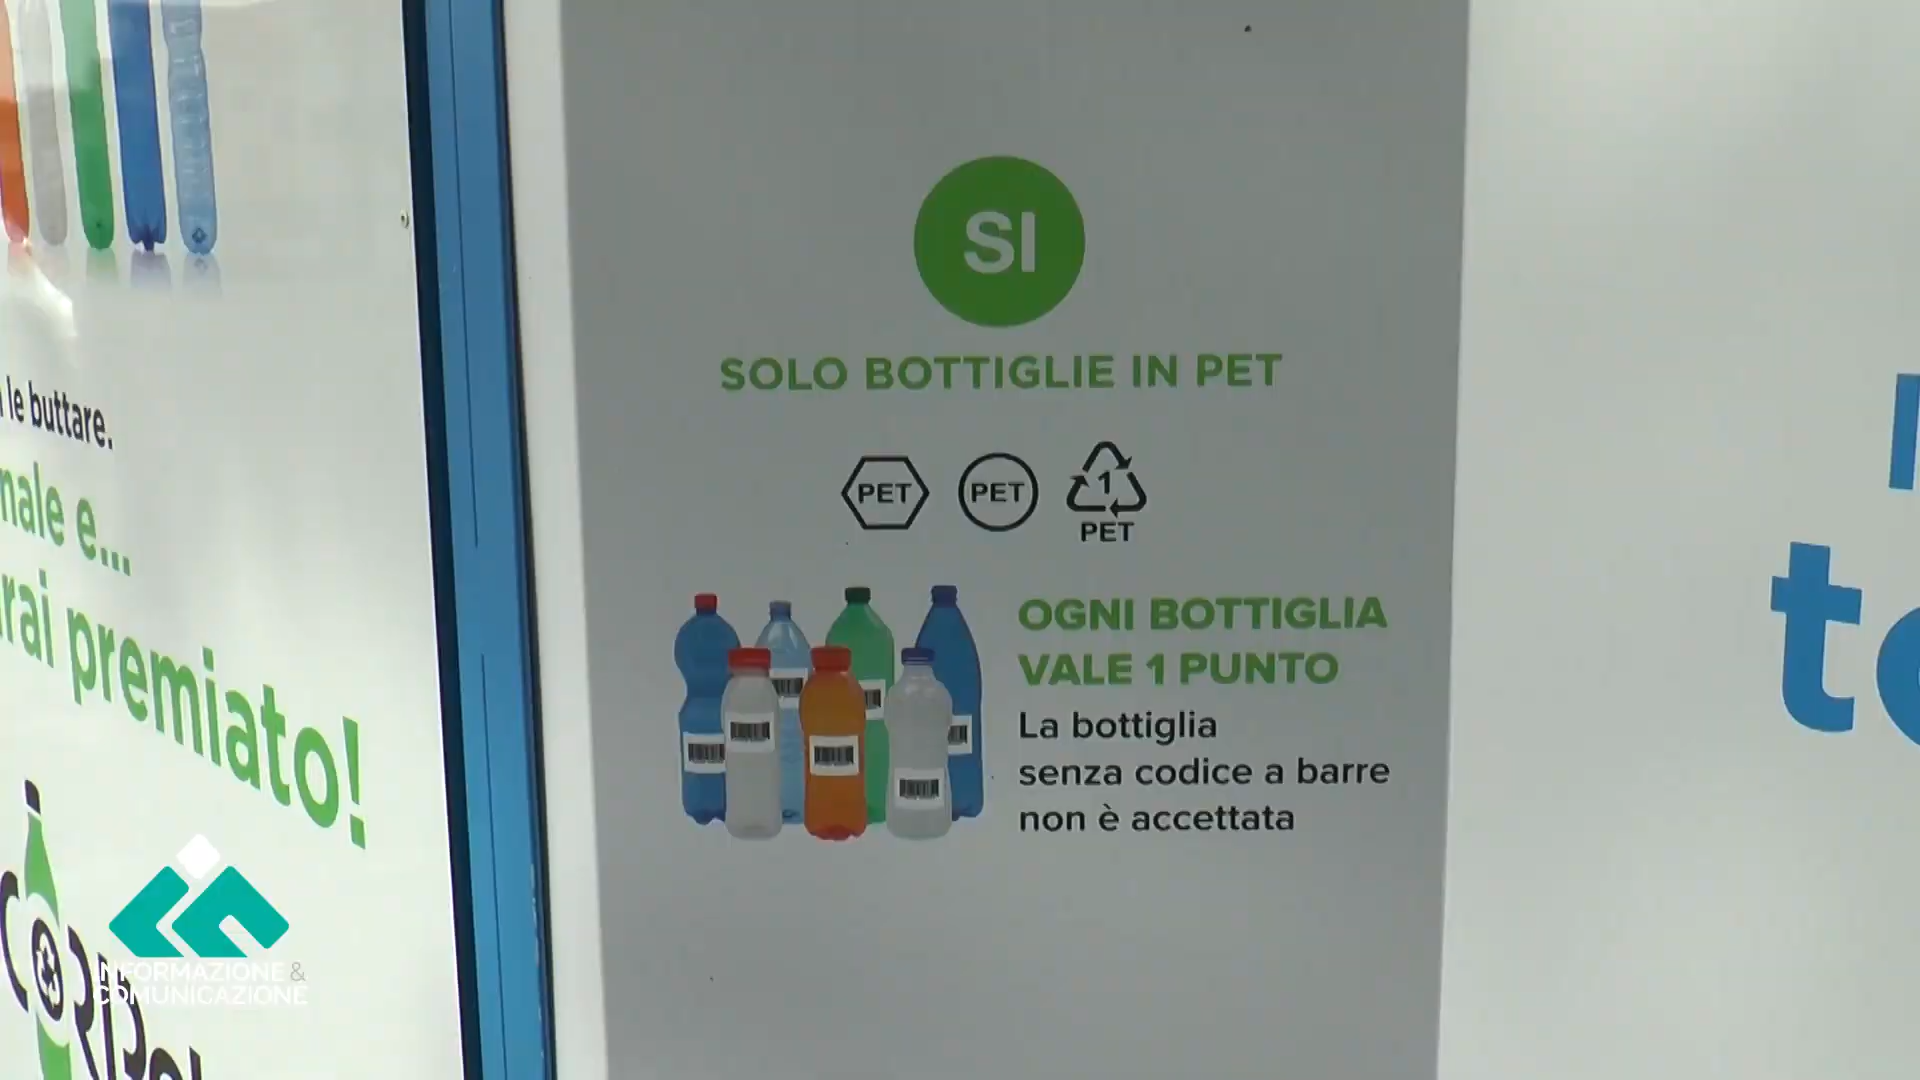 le buttare.
nale e...
rai premiato!
SI
SOLO BOTTIGLIE IN PET
PET
PET
1
PET
OGNI BOTTIGLIA
VALE 1 PUNTO
La bottiglia
senza codice a barre
non è accettata
INFORMAZIONE &
COMUNICAZIONE